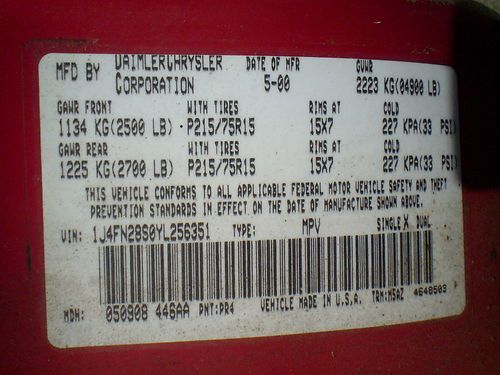 MFD BY DAIMLERCHRYSLER CORPORATION DATE OF MFR 5-00 GVWR 2223 KG(04900 LB)
GAWR FRONT WITH TIRES RIMS AT COLD
1134 KG(2500 LB) P215/75R15 15X7 227 KPA(33 PSI)
GAWR REAR WITH TIRES RIMS AT COLD
1225 KG(2700 LB) P215/75R15 15X7 227 KPA(33 PSI)
THIS VEHICLE CONFORMS TO ALL APPLICABLE FEDERAL MOTOR VEHICLE SAFETY AND THEFT
PREVENTION STANDARDS IN EFFECT ON THE DATE OF MANUFACTURE SHOWN ABOVE.
VIN: 1J4FN28S0YL256351 TYPE: MPV SINGLE X DUAL
MDH: 050908 446AA PNT:PR4 VEHICLE MADE IN U.S.A. TRM:MSAZ 4648503